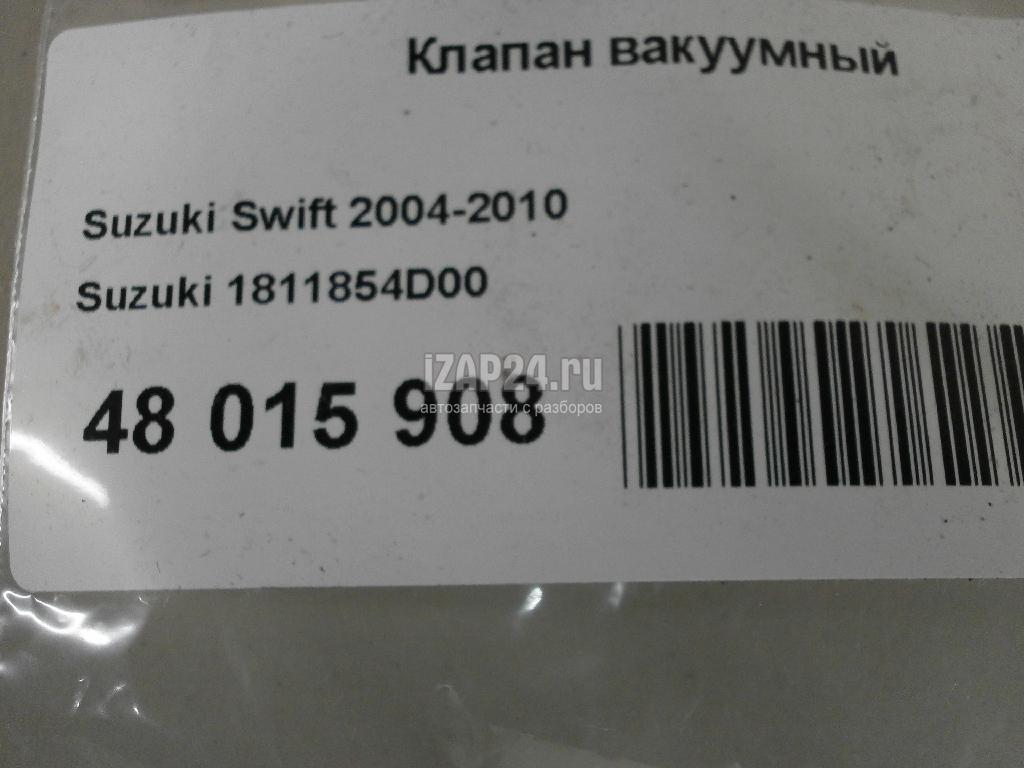 Клапан вакуумный
Suzuki Swift 2004-2010
Suzuki 1811854D00
iZAP24.ru
48 015 908
автозапчасти с разборов